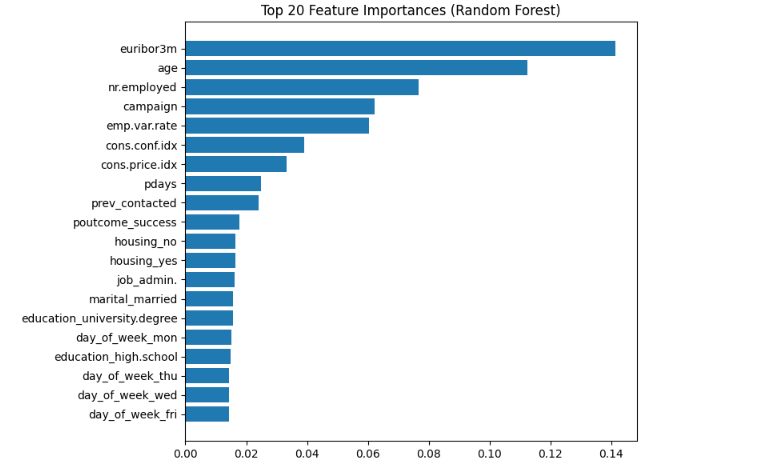 Top 20 Feature Importances (Random Forest)
euribor3m
age
nr.employed
campaign
emp.var.rate
cons.conf.idx
cons.price.idx
pdays
prev_contacted
poutcome_success
housing_no
housing_yes
job_admin.
marital_married
education_university.degree
day_of_week_mon
education_high.school
day_of_week_thu
day_of_week_wed
day_of_week_fri
0.00 0.02 0.04 0.06 0.08 0.10 0.12 0.14